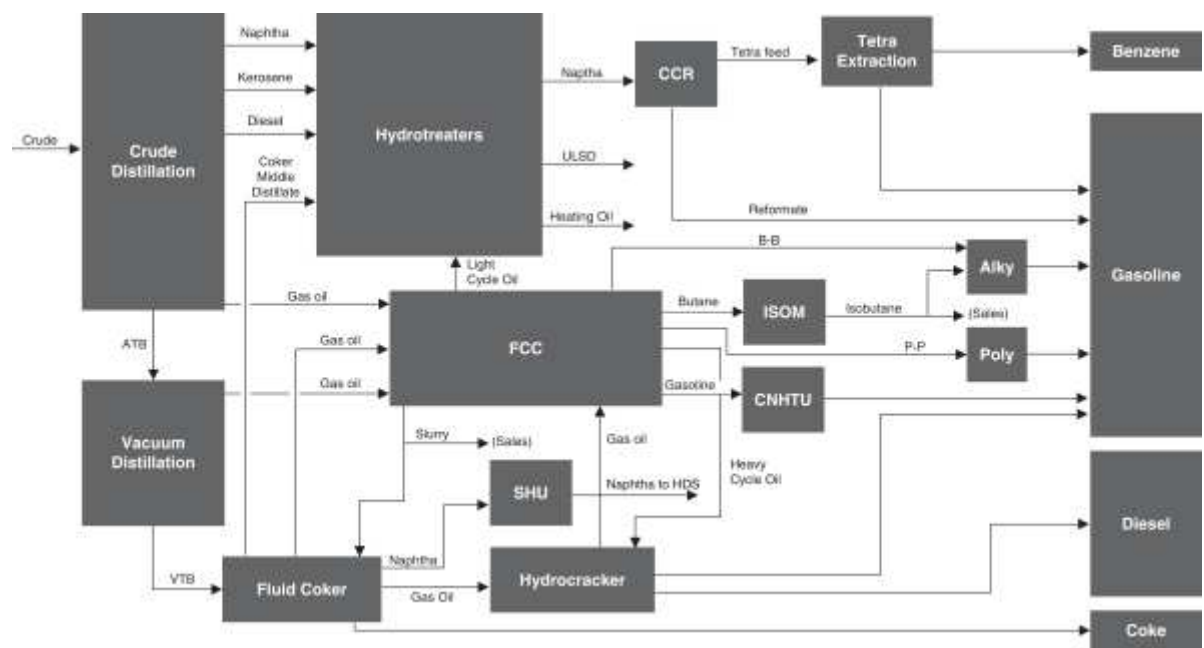 Naphtha
Kerosene
Diesel
Crude
Crude
Distillation
Coker
Middle
Distillate
Hydrotreaters
Naptha
CCR
Tetra feed
Tetra
Extraction
Benzene
ULSD
Heating Oil
Reformate
B-B
Light
Cycle Oil
Gas oil
Alky
Gasoline
Butane
ISOM
Isobutane
(Sales)
ATB
Gas oil
FCC
P-P
Poly
Gas oil
Gasoline
CNHTU
Vacuum
Distillation
Slurry
(Sales)
Gas oil
Heavy
Cycle Oil
SHU
Naphtha to HDS
Diesel
Naphtha
VTB
Fluid Coker
Gas Oil
Hydrocracker
Coke